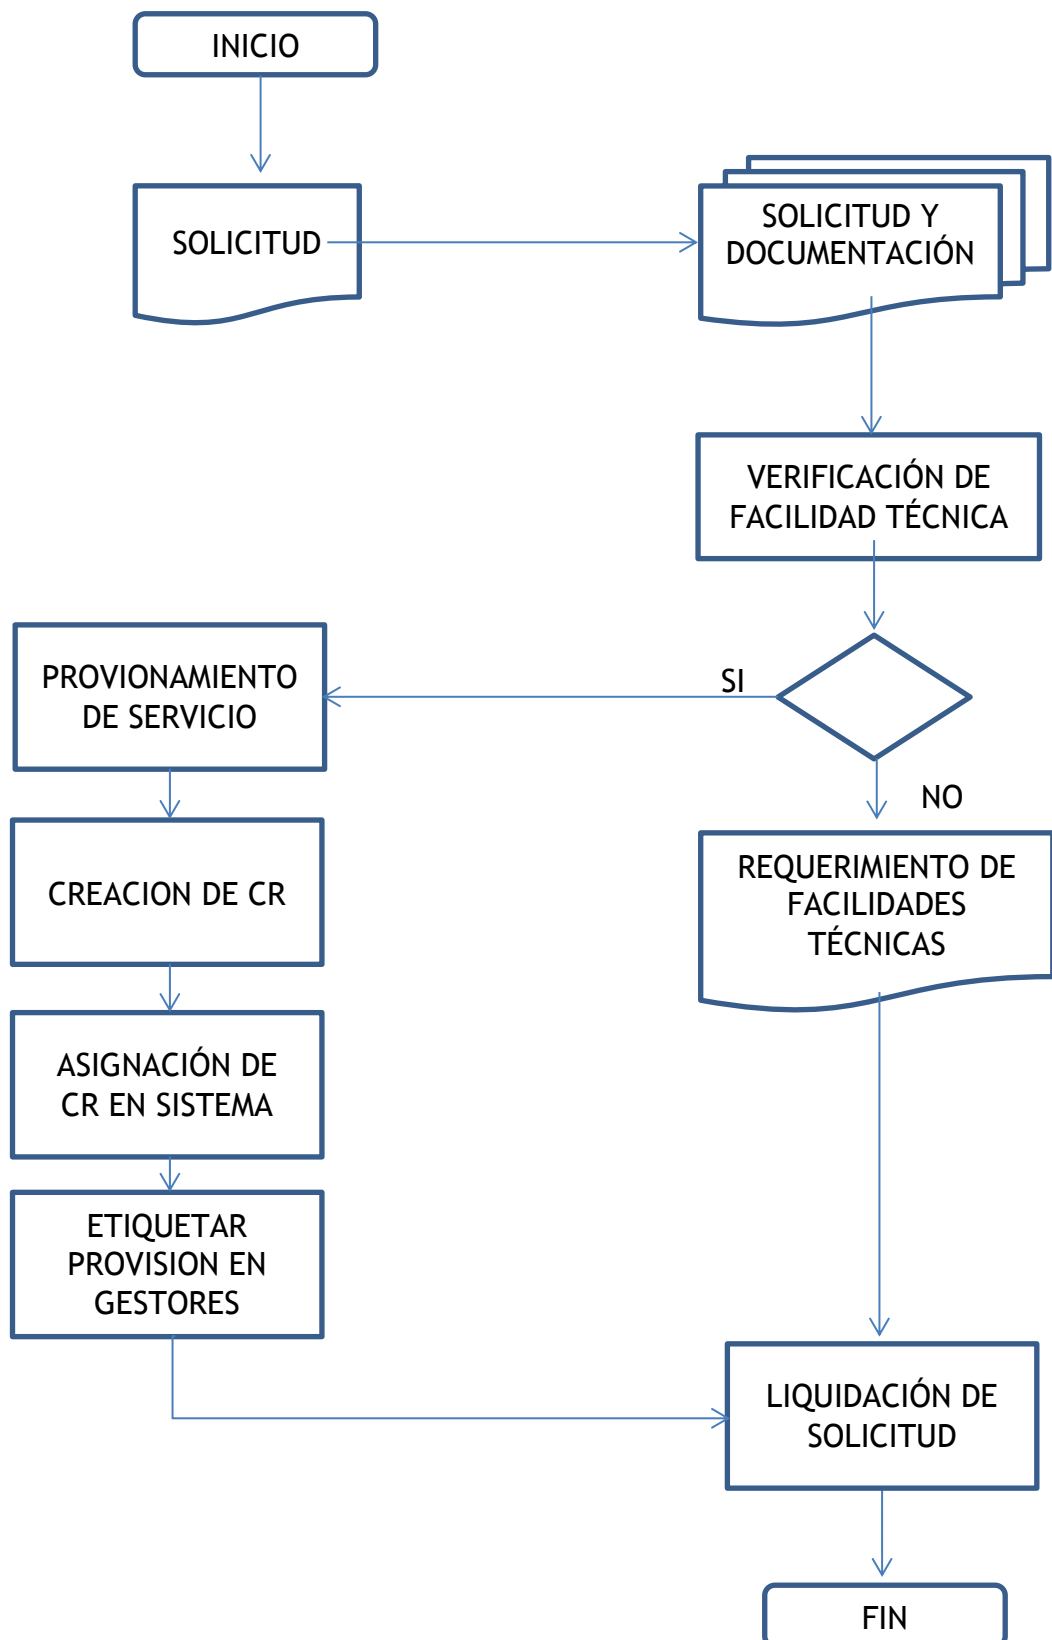 INICIO
SOLICITUD
SOLICITUD Y
DOCUMENTACIÓN
VERIFICACIÓN DE
FACILIDAD TÉCNICA
SI
NO
PROVIONAMIENTO
DE SERVICIO
CREACION DE CR
ASIGNACIÓN DE
CR EN SISTEMA
ETIQUETAR
PROVISION EN
GESTORES
REQUERIMIENTO DE
FACILIDADES
TÉCNICAS
LIQUIDACIÓN DE
SOLICITUD
FIN